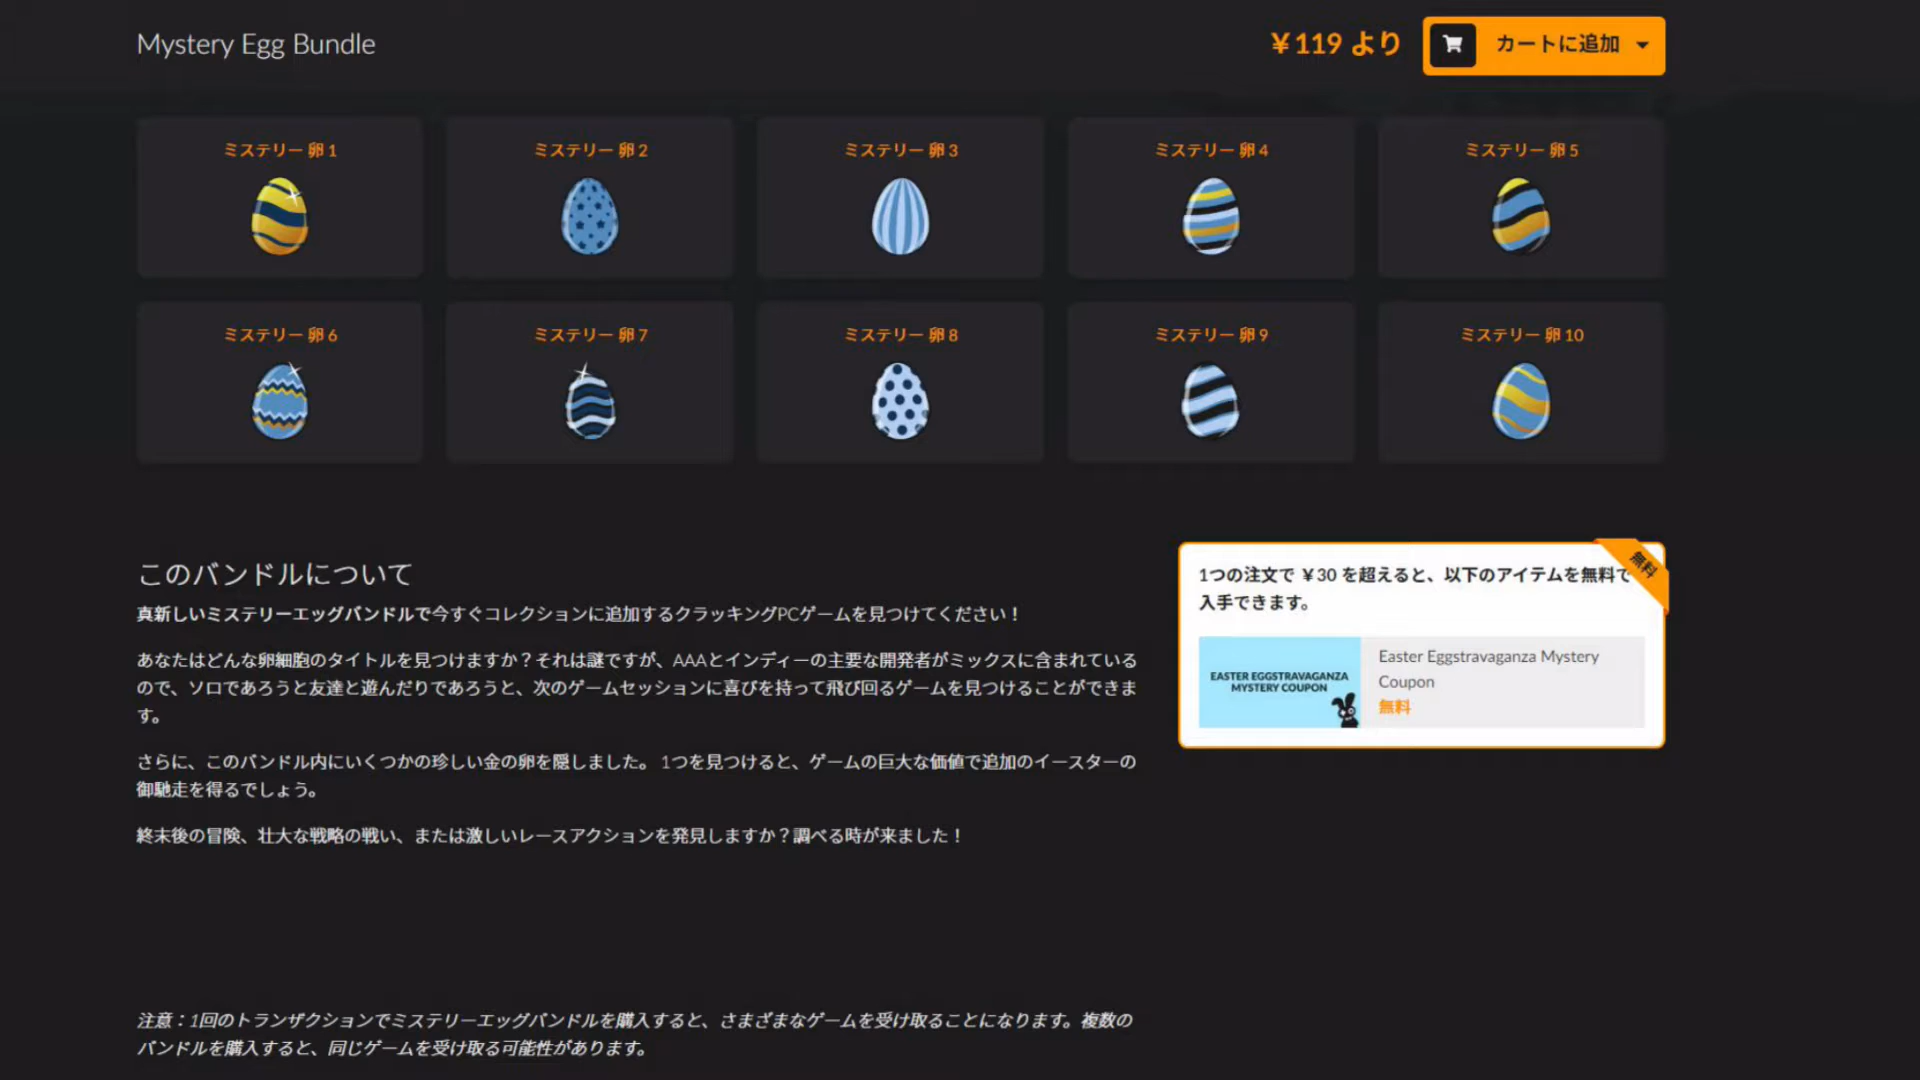 Mystery Egg Bundle
￥119 より
カートに追加
ミステリー 卵 1
ミステリー 卵 2
ミステリー 卵 3
ミステリー 卵 4
ミステリー 卵 5
ミステリー 卵 6
ミステリー 卵 7
ミステリー 卵 8
ミステリー 卵 9
ミステリー 卵 10
このバンドルについて
真新しいミステリーエッグバンドルで今すぐコレクションに追加するクラッキングPCゲームを見つけてください！
あなたはどんな卵細胞のタイトルを見つけますか？それは謎ですが、AAAとインディーの主要な開発者がミックスに含まれている
ので、ソロであろうと友達と遊んだりであろうと、次のゲームセッションに喜びを持って飛び回るゲームを見つけることができま
す。
さらに、このバンドル内にいくつかの珍しい金の卵を隠しました。 1つを見つけると、ゲームの巨大な価値で追加のイースターの
御馳走を得るでしょう。
終末後の冒険、壮大な戦略の戦い、または激しいレースアクションを発見しますか？調べる時が来ました！
無料
1つの注文で ￥30 を超えると、以下のアイテムを無料で
入手できます。
EASTER EGGSTRAVAGANZA
MYSTERY COUPON
Easter Eggstravaganza Mystery
Coupon
無料
注意：1回のトランザクションでミステリーエッグバンドルを購入すると、さまざまなゲームを受け取ることになります。複数の
バンドルを購入すると、同じゲームを受け取る可能性があります。